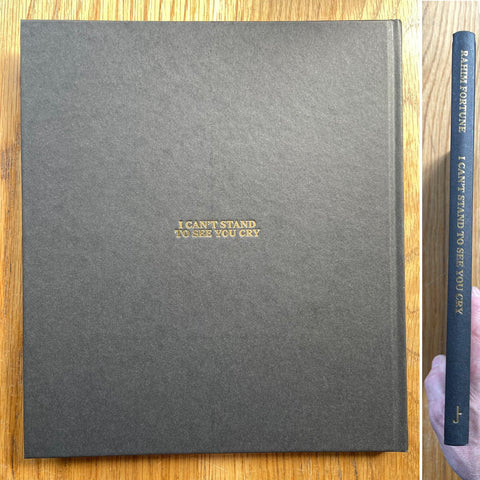 I CAN'T STAND
TO SEE YOU CRY
RAHIM FORTUNE
I CAN'T STAND TO SEE YOU CRY